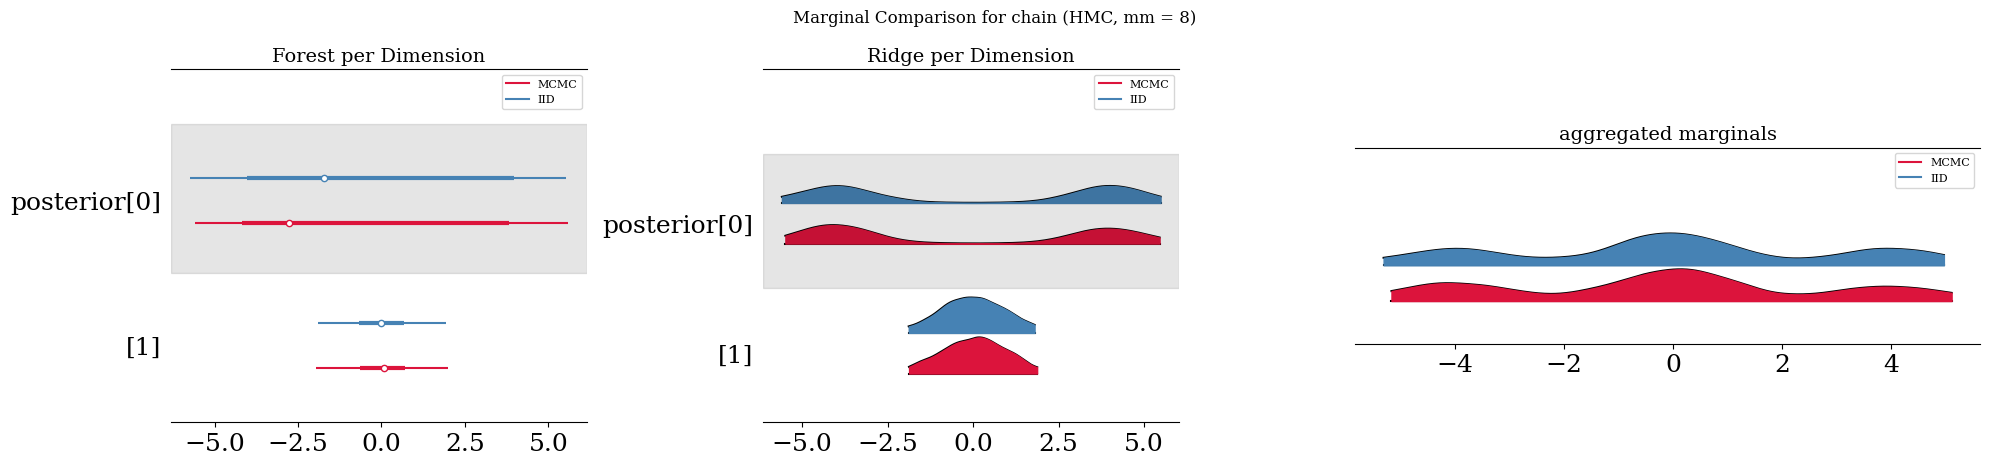 Marginal Comparison for chain (HMC, mm = 8)
Forest per Dimension
MCMC
IID
posterior[0]
[1]
−5.0 −2.5 0.0 2.5 5.0
Ridge per Dimension
MCMC
IID
posterior[0]
[1]
−5.0 −2.5 0.0 2.5 5.0
aggregated marginals
MCMC
IID
−4 −2 0 2 4